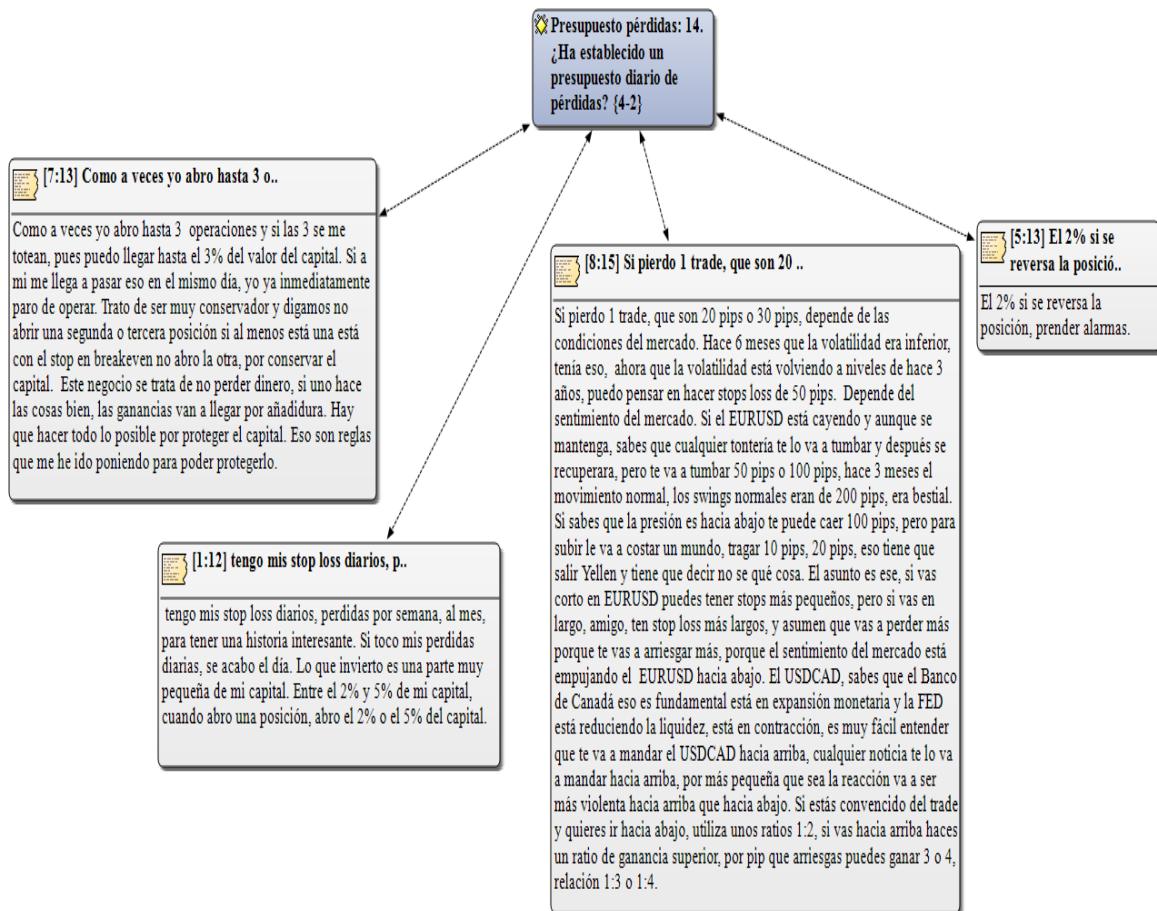 Presupuesto pérdidas: 14.
¿Ha establecido un
presupuesto diario de
pérdidas? {4-2}
[7:13] Como a veces yo abro hasta 3 o..
Como a veces yo abro hasta 3 operaciones y si las 3 se me
totean, pues puedo llegar hasta el 3% del valor del capital. Si a
mi me llega a pasar eso en el mismo día, yo ya inmediatamente
paro de operar. Trato de ser muy conservador y digamos no
abrir una segunda o tercera posición si al menos está una está
con el stop en breakeven no abro la otra, por conservar el
capital. Este negocio se trata de no perder dinero, si uno hace
las cosas bien, las ganancias van a llegar por añadidura. Hay
que hacer todo lo posible por proteger el capital. Eso son reglas
que me he ido poniendo para poder protegerlo.
[1:12] tengo mis stop loss diarios, p..
tengo mis stop loss diarios, perdidas por semana, al mes,
para tener una historia interesante. Si toco mis perdidas
diarias, se acabo el día. Lo que invierto es una parte muy
pequeña de mi capital. Entre el 2% y 5% de mi capital,
cuando abro una posición, abro el 2% o el 5% del capital.
[8:15] Si pierdo 1 trade, que son 20 ..
Si pierdo 1 trade, que son 20 pips o 30 pips, depende de las
condiciones del mercado. Hace 6 meses que la volatilidad era inferior,
tenía eso, ahora que la volatilidad está volviendo a niveles de hace 3
años, puedo pensar en hacer stops loss de 50 pips. Depende del
sentimiento del mercado. Si el EURUSD está cayendo y aunque se
mantenga, sabes que cualquier tontería te lo va a tumbar y después se
recuperara, pero te va a tumbar 50 pips o 100 pips, hace 3 meses el
movimiento normal, los swings normales eran de 200 pips, era bestial.
Si sabes que la presión es hacia abajo te puede caer 100 pips, pero para
subir le va a costar un mundo, tragar 10 pips, 20 pips, eso tiene que
salir Yellen y tiene que decir no se qué cosa. El asunto es ese, si vas
corto en EURUSD puedes tener stops más pequeños, pero si vas en
largo, amigo, ten stop loss más largos, y asumen que vas a perder más
porque te vas a arriesgar más, porque el sentimiento del mercado está
empujando el EURUSD hacia abajo. El USDCAD, sabes que el Banco
de Canadá eso es fundamental está en expansión monetaria y la FED
está reduciendo la liquidez, está en contracción, es muy fácil entender
que te va a mandar el USDCAD hacia arriba, cualquier noticia te lo va
a mandar hacia arriba, por más pequeña que sea la reacción va a ser
más violenta hacia arriba que hacia abajo. Si estás convencido del trade
y quieres ir hacia abajo, utiliza unos ratios 1:2, si vas hacia arriba haces
un ratio de ganancia superior, por pip que arriesgas puedes ganar 3 o 4,
relación 1:3 o 1:4.
[5:13] El 2% si se
reversa la posició..
El 2% si se reversa la
posición, prender alarmas.